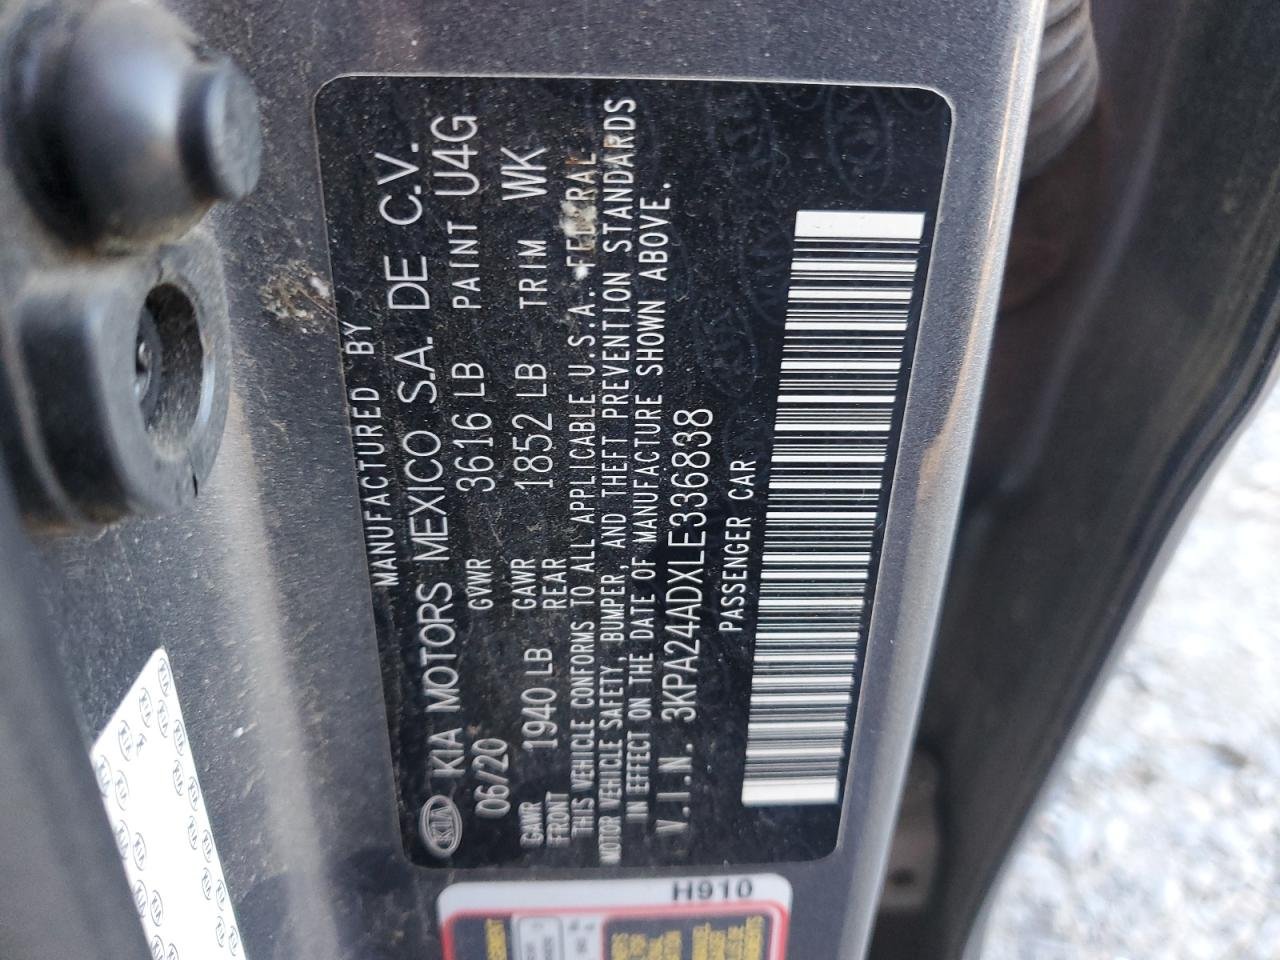 MANUFACTURED BY
KIA KIA MOTORS MEXICO S.A. DE C.V.
06/20 GVWR 3616 LB PAINT U4G
GAWR FRONT 1940 LB GAWR REAR 1852 LB TRIM WK
THIS VEHICLE CONFORMS TO ALL APPLICABLE U.S.A. FEDERAL
MOTOR VEHICLE SAFETY, BUMPER, AND THEFT PREVENTION STANDARDS
IN EFFECT ON THE DATE OF MANUFACTURE SHOWN ABOVE.
V.I.N. 3KPA24ADXLE336838
PASSENGER CAR
H910